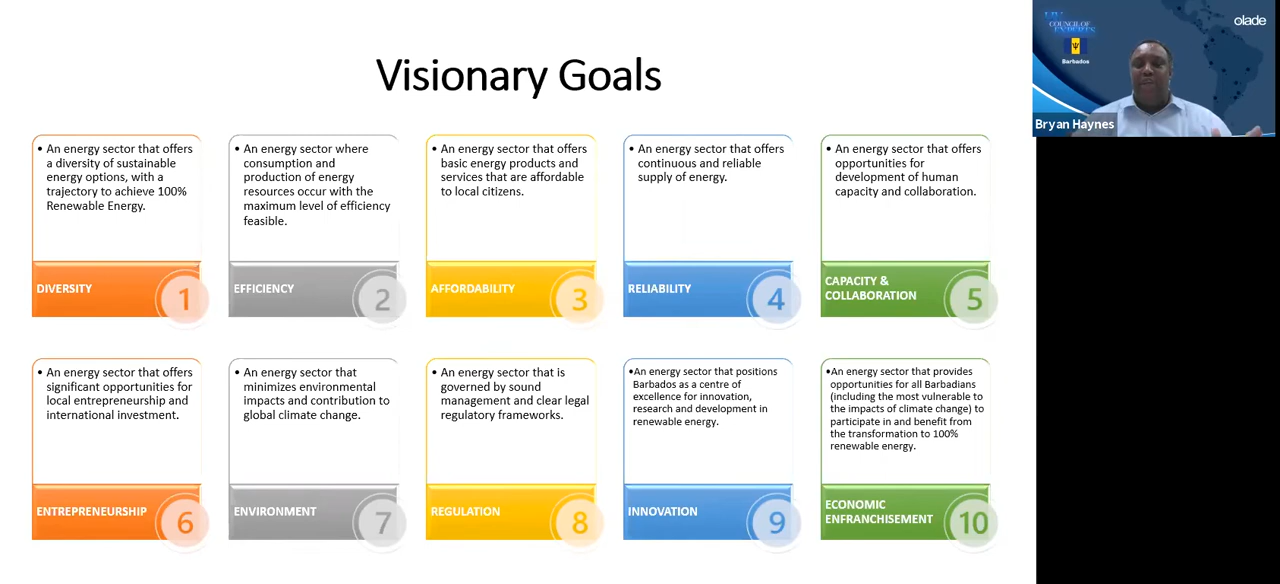 Visionary Goals
• An energy sector that offers
a diversity of sustainable
energy options, with a
trajectory to achieve 100%
Renewable Energy.
DIVERSITY
1
• An energy sector where
consumption and
production of energy
resources occur with the
maximum level of efficiency
feasible.
EFFICIENCY
2
• An energy sector that offers
basic energy products and
services that are affordable
to local citizens.
AFFORDABILITY
3
• An energy sector that offers
continuous and reliable
supply of energy.
RELIABILITY
4
• An energy sector that offers
opportunities for
development of human
capacity and collaboration.
CAPACITY &
COLLABORATION
5
• An energy sector that offers
significant opportunities for
local entrepreneurship and
international investment.
ENTREPRENEURSHIP
6
• An energy sector that
minimizes environmental
impacts and contribution to
global climate change.
ENVIRONMENT
7
• An energy sector that is
governed by sound
management and clear legal
regulatory frameworks.
REGULATION
8
•An energy sector that positions
Barbados as a centre of
excellence for innovation,
research and development in
renewable energy.
INNOVATION
9
•An energy sector that provides
opportunities for all Barbadians
(including the most vulnerable to
the impacts of climate change) to
participate in and benefit from
the transformation to 100%
renewable energy.
ECONOMIC
ENFRANCHISEMENT
10
COUNCIL OF
EXPERTS
Barbados
olade
Bryan Haynes